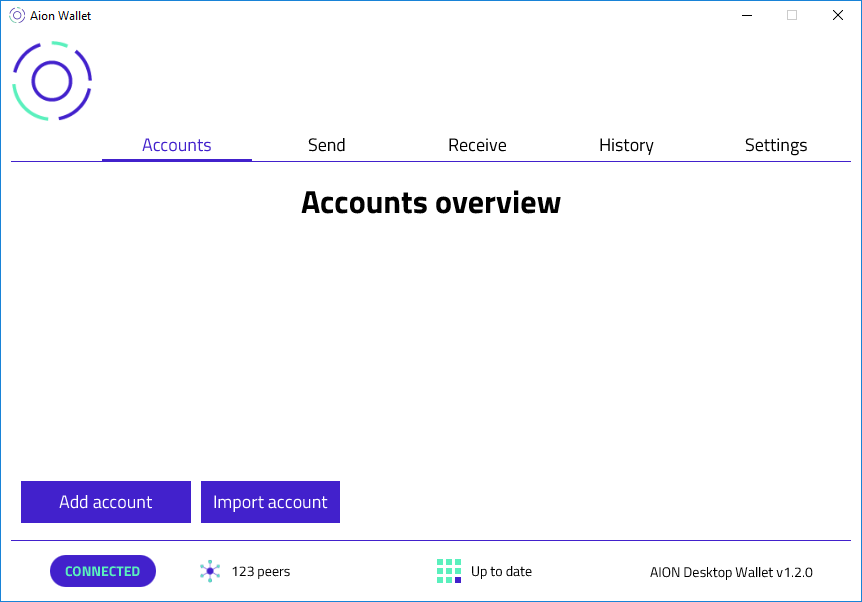 Aion Wallet
Accounts Send Receive History Settings
Accounts overview
Add account Import account
CONNECTED 123 peers Up to date AION Desktop Wallet v1.2.0